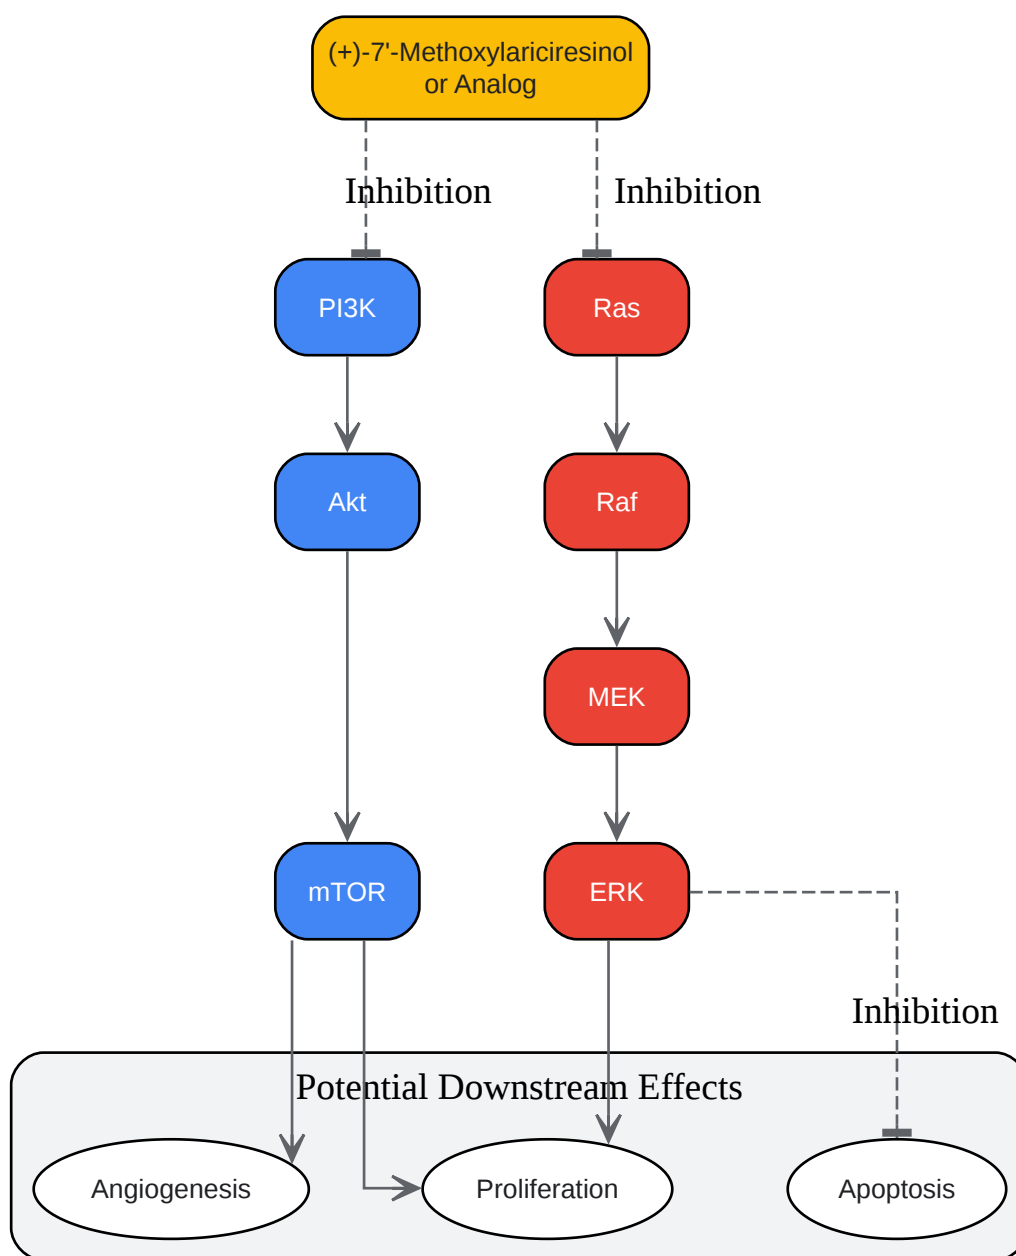 (+)-7'-Methoxylariciresinol
or Analog
Inhibition
Inhibition
PI3K
Ras
Akt
Raf
MEK
mTOR
ERK
Inhibition
Potential Downstream Effects
Angiogenesis
Proliferation
Apoptosis